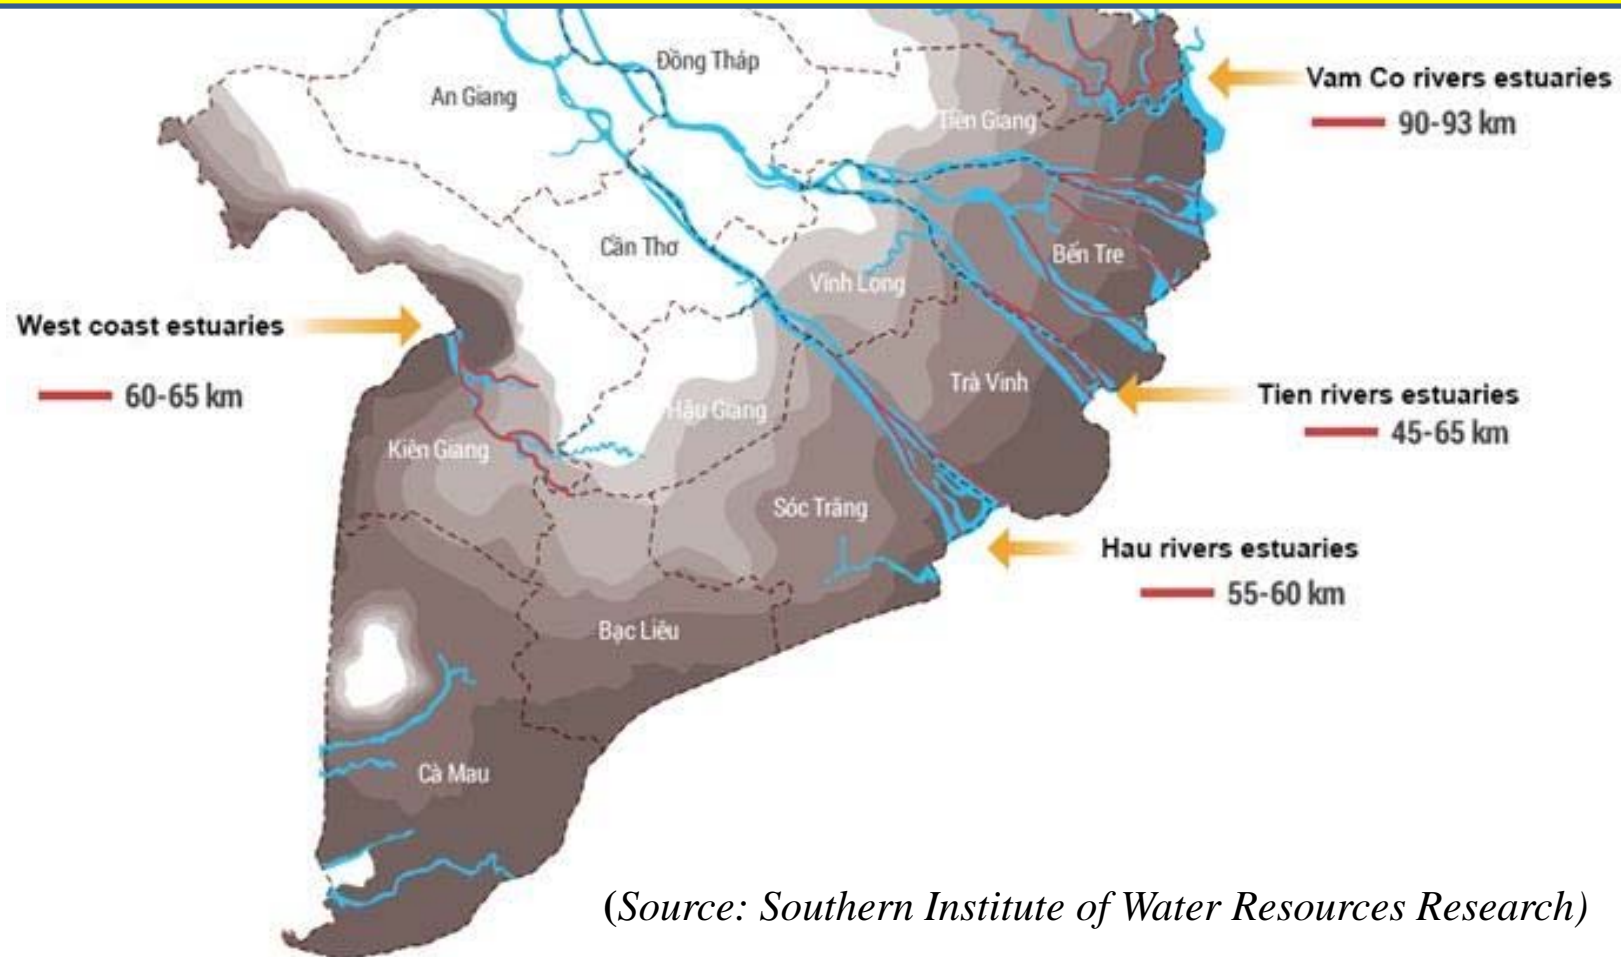 Đồng Tháp
An Giang
Vam Co rivers estuaries
90-93 km
Tiền Giang
Cần Thơ
Bến Tre
Vĩnh Long
West coast estuaries
60-65 km
Trà Vinh
Tien rivers estuaries
45-65 km
Hậu Giang
Kiên Giang
Sóc Trăng
Hau rivers estuaries
55-60 km
Bạc Liêu
Cà Mau
(Source: Southern Institute of Water Resources Research)